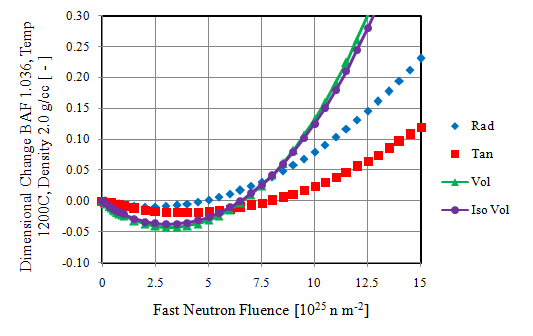 Dimensional Change BAF 1.036, Temp
1200C, Density 2.0 g/cc [ - ]
0.30
0.25
0.20
0.15
0.10
0.05
0.00
-0.05
-0.10
0
2.5
5
7.5
10
12.5
15
Fast Neutron Fluence [10²⁵ n m⁻²]
Rad
Tan
Vol
Iso Vol